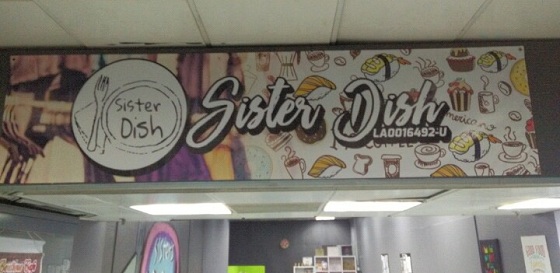 Sister
Dish
Sister Dish
LA0016492-U